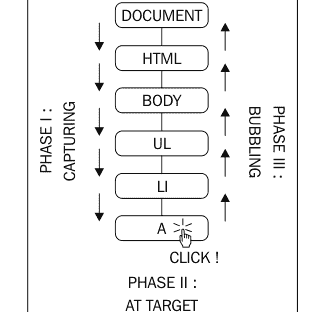 DOCUMENT
HTML
BODY
UL
LI
A
CLICK !
PHASE I :
CAPTURING
PHASE III :
BUBBLING
PHASE II :
AT TARGET